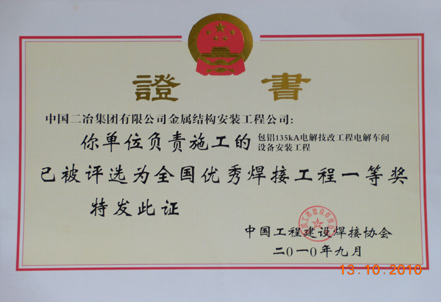 證書
中国二冶集团有限公司金属结构安装工程公司:
你单位负责施工的 包铝135kA电解技改工程电解车间
设备安装工程
已被评选为全国优秀焊接工程一等奖
特发此证
中国工程建设焊接协会
二〇一〇年九月
13.10.2010